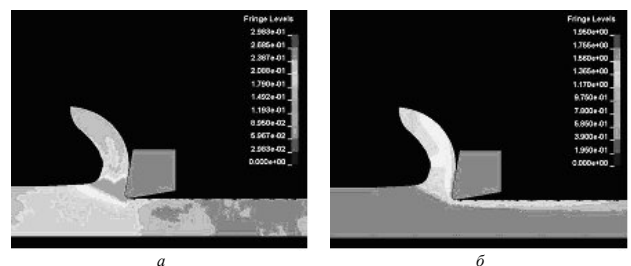 Fringe Levels
2.983e-01
2.685e-01
2.387e-01
2.088e-01
1.790e-01
1.492e-01
1.193e-01
8.950e-02
5.967e-02
2.983e-02
0.000e+00
Fringe Levels
1.950e+00
1.755e+00
1.560e+00
1.365e+00
1.170e+00
9.750e-01
7.800e-01
5.850e-01
3.900e-01
1.950e-01
0.000e+00
а
б